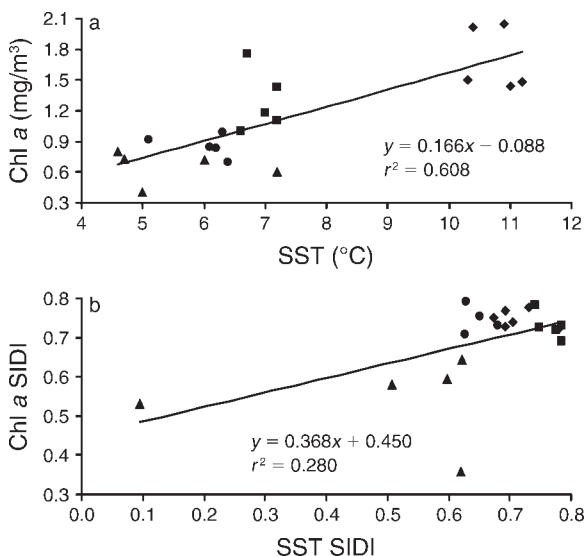 a
2.1
1.8
1.5
1.2
0.9
0.6
0.3
Chl a (mg/m³)
y = 0.166x – 0.088
r² = 0.608
4 5 6 7 8 9 10 11 12
SST (°C)
b
0.8
0.7
0.6
0.5
0.4
0.3
Chl a SIDI
y = 0.368x + 0.450
r² = 0.280
0.0 0.1 0.2 0.3 0.4 0.5 0.6 0.7 0.8
SST SIDI